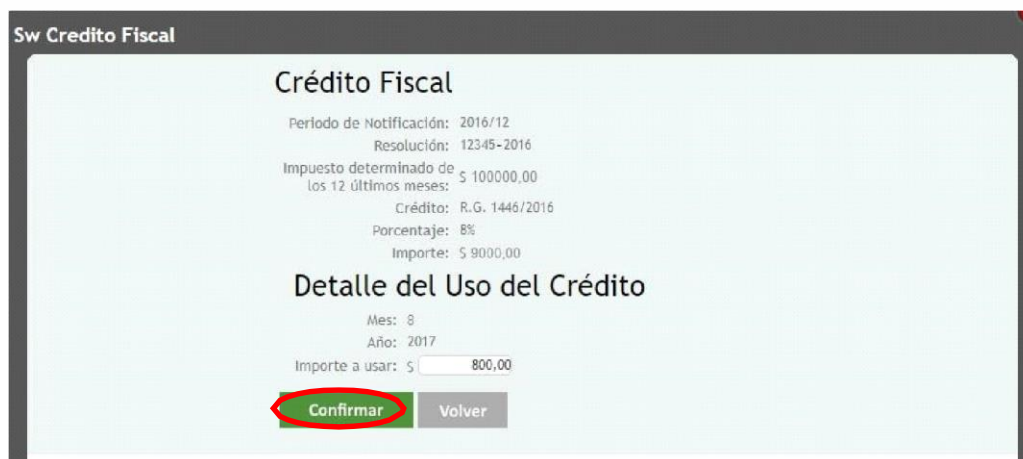 Sw Credito Fiscal
Crédito Fiscal
Periodo de Notificación: 2016/12
Resolución: 12345-2016
Impuesto determinado de
los 12 últimos meses: $ 100000,00
Crédito: R.G. 1446/2016
Porcentaje: 8%
Importe: $ 9000,00
Detalle del Uso del Crédito
Mes: 8
Año: 2017
Importe a usar: $ 800,00
Confirmar Volver